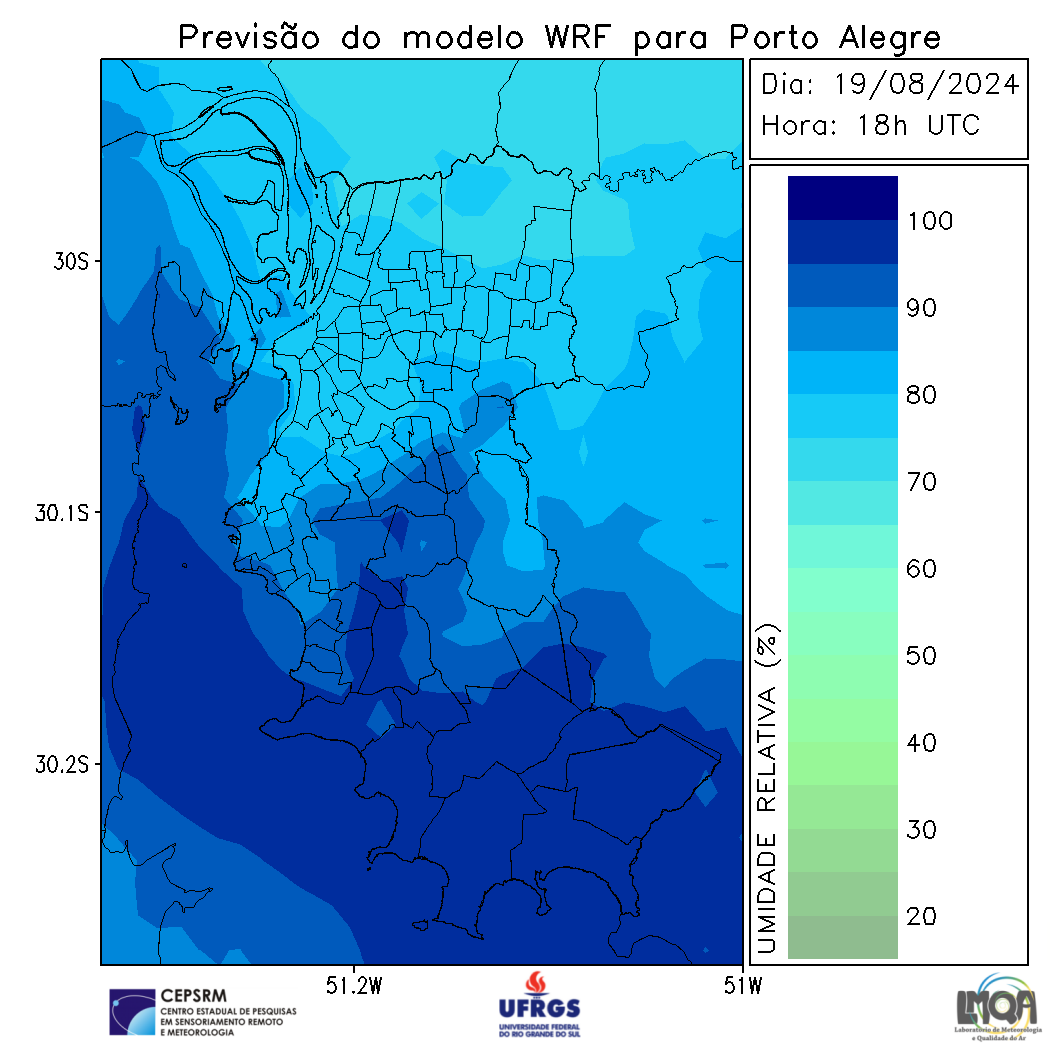 Previsão do modelo WRF para Porto Alegre
Dia: 19/08/2024
Hora: 18h UTC
30S
30.1S
30.2S
51.2W
51W
UMIDADE RELATIVA (%)
100
90
80
70
60
50
40
30
20
CEPSRM
CENTRO ESTADUAL DE PESQUISAS
EM SENSORIAMENTO REMOTO
E METEOROLOGIA
UFRGS
UNIVERSIDADE FEDERAL
DO RIO GRANDE DO SUL
LMQA
Laboratório de Meteorologia
e Qualidade do Ar